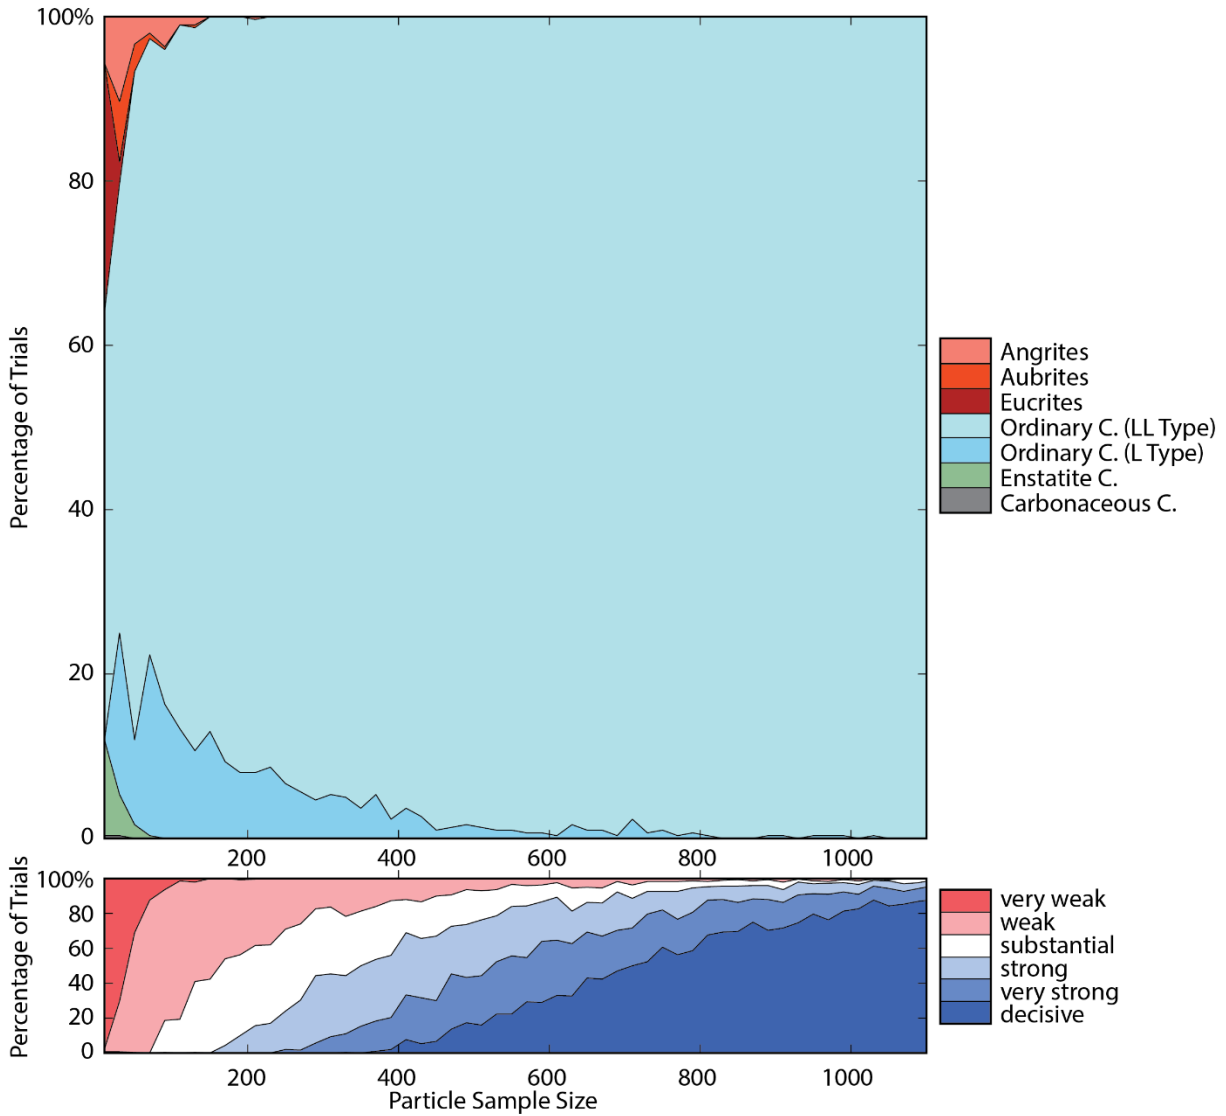 100%
80
60
40
20
0
Percentage of Trials
200
400
600
800
1000
Angrites
Aubrites
Eucrites
Ordinary C. (LL Type)
Ordinary C. (L Type)
Enstatite C.
Carbonaceous C.
100%
80
60
40
20
0
Percentage of Trials
200
400
600
800
1000
Particle Sample Size
very weak
weak
substantial
strong
very strong
decisive